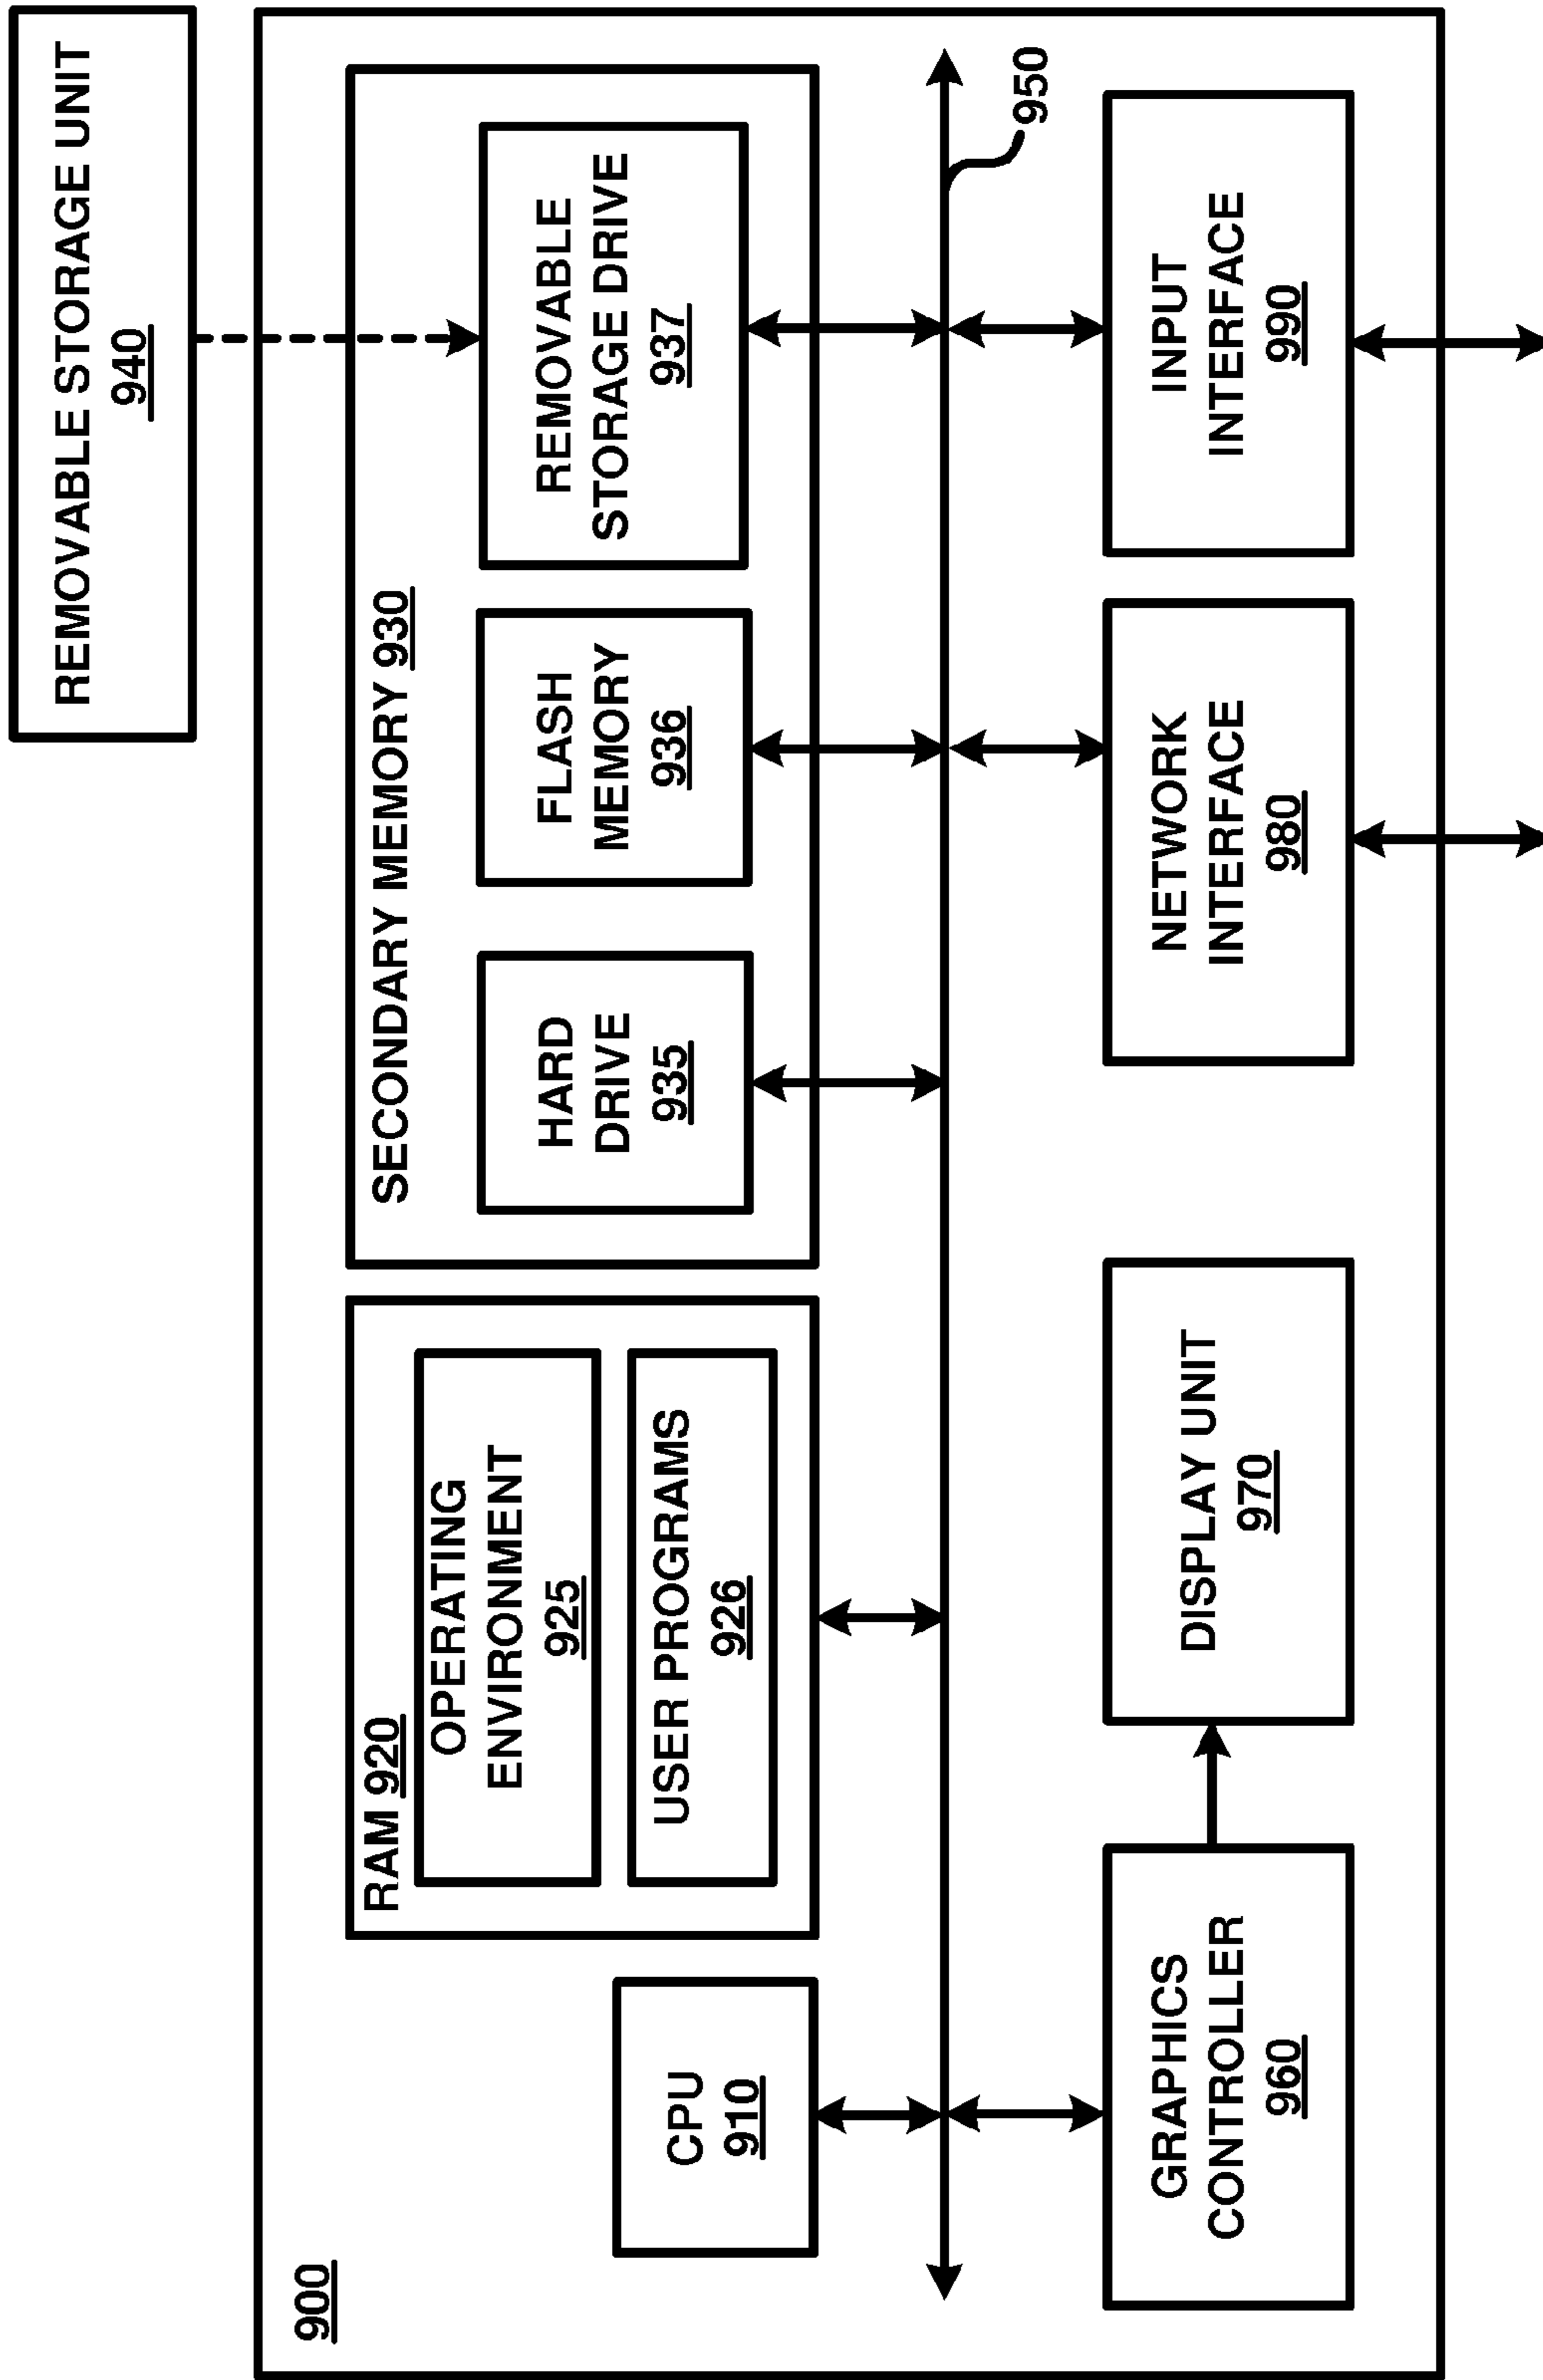 REMOVABLE STORAGE UNIT
940
900
CPU
910
RAM 920
OPERATING
ENVIRONMENT
925
USER PROGRAMS
926
SECONDARY MEMORY 930
HARD
DRIVE
935
FLASH
MEMORY
936
REMOVABLE
STORAGE DRIVE
937
950
GRAPHICS
CONTROLLER
960
DISPLAY UNIT
970
NETWORK
INTERFACE
980
INPUT
INTERFACE
990